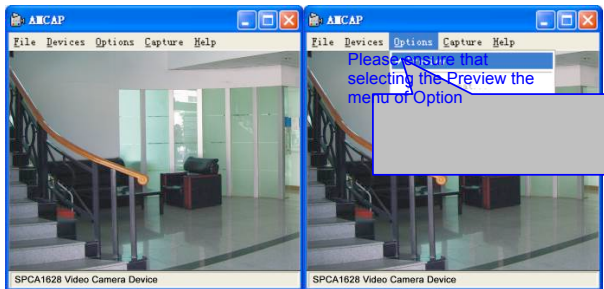 AMCAP
File Devices Options Capture Help
SPCA1628 Video Camera Device
AMCAP
File Devices Options Capture Help
Please ensure that
selecting the Preview the
menu of Option
SPCA1628 Video Camera Device